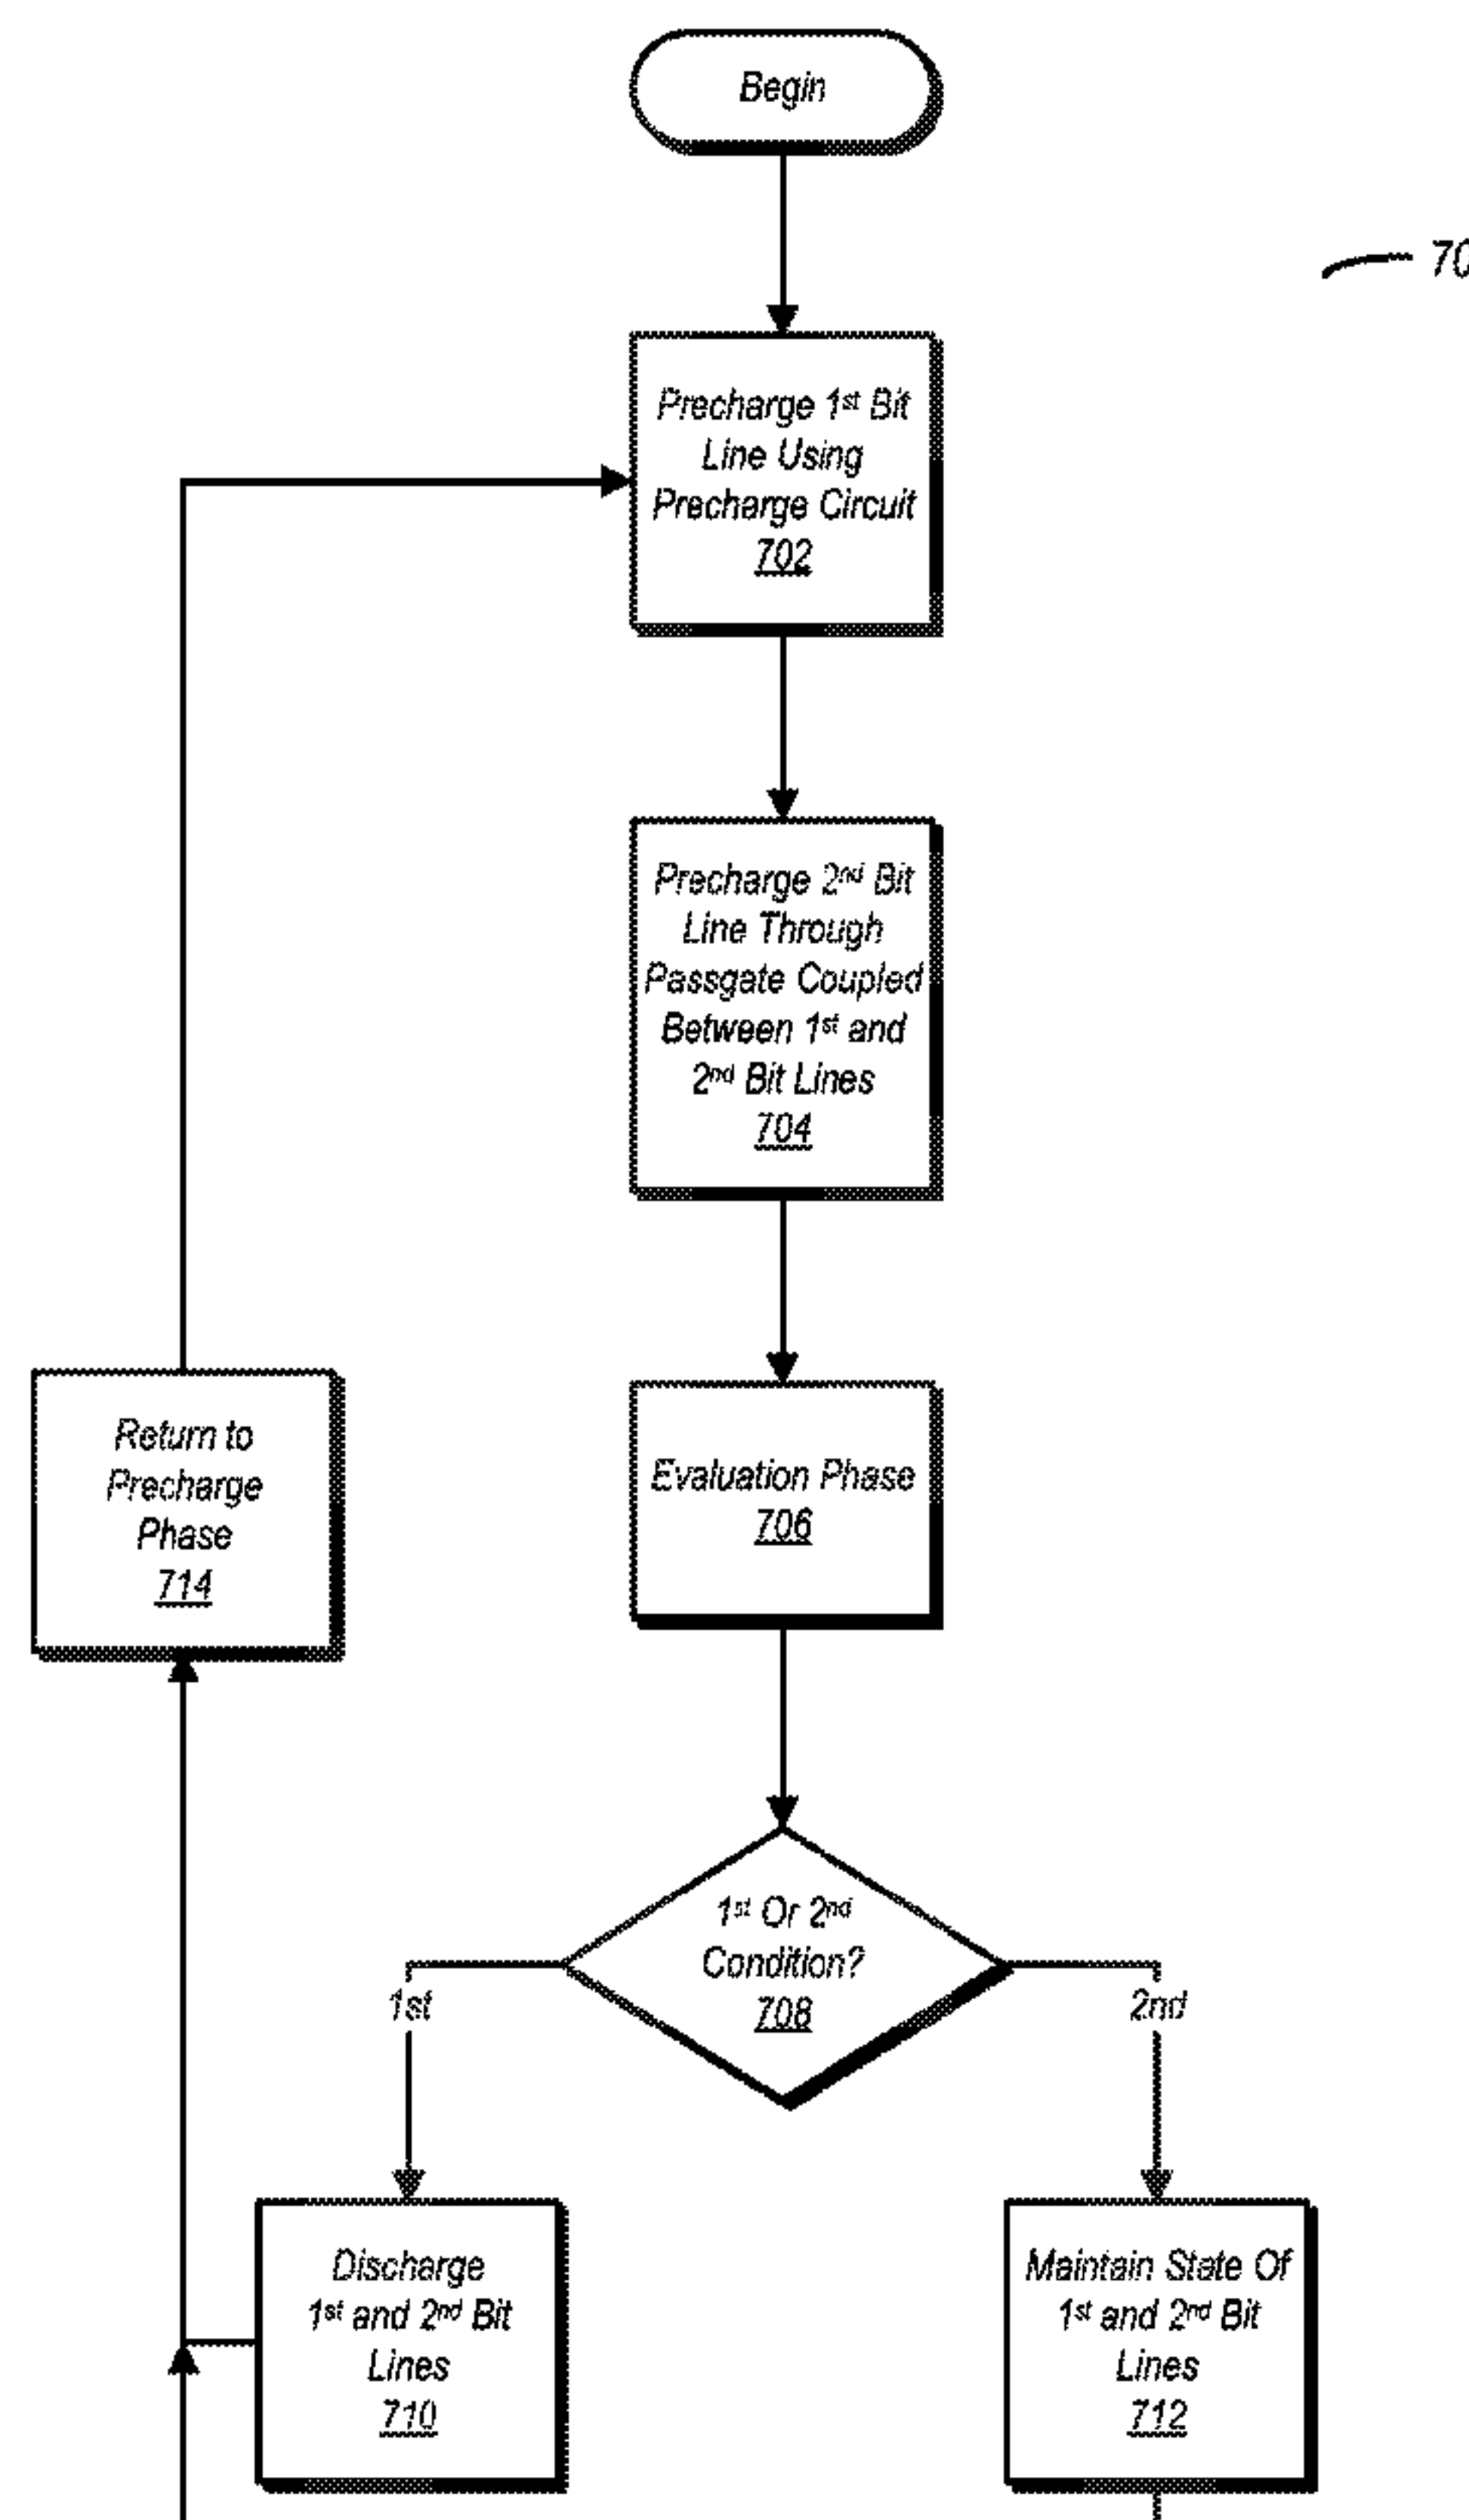 Begin
70
Precharge 1st Bit
Line Using
Precharge Circuit
702
Precharge 2nd Bit
Line Through
Passgate Coupled
Between 1st and
2nd Bit Lines
704
Return to
Precharge
Phase
714
Evaluation Phase
706
1st Or 2nd
Condition?
708
1st
2nd
Discharge
1st and 2nd Bit
Lines
710
Maintain State Of
1st and 2nd Bit
Lines
712